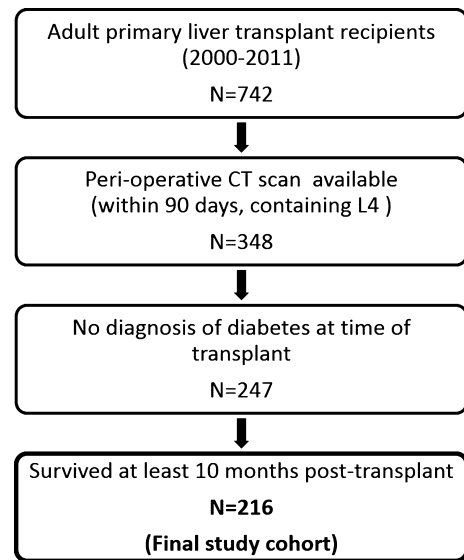 Adult primary liver transplant recipients
(2000-2011)
N=742
Peri-operative CT scan  available
(within 90 days, containing L4 )
N=348
No diagnosis of diabetes at time of
transplant
N=247
Survived at least 10 months post-transplant
N=216
(Final study cohort)